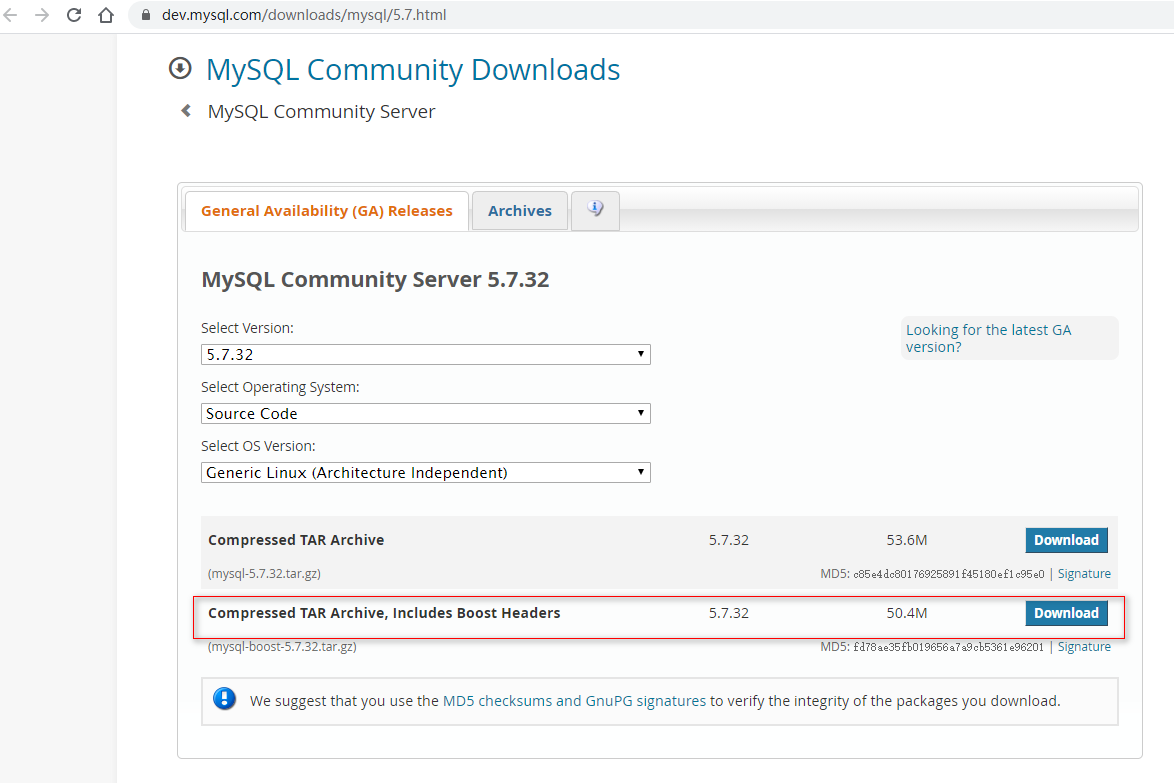 dev.mysql.com/downloads/mysql/5.7.html
MySQL Community Downloads
MySQL Community Server
General Availability (GA) Releases Archives
MySQL Community Server 5.7.32
Select Version:
Looking for the latest GA
version?
5.7.32
Select Operating System:
Source Code
Select OS Version:
Generic Linux (Architecture Independent)
Compressed TAR Archive 5.7.32 53.6M Download
(mysql-5.7.32.tar.gz) MD5: c85e4dc80176925891f45180ef1c95e0 | Signature
Compressed TAR Archive, Includes Boost Headers 5.7.32 50.4M Download
(mysql-boost-5.7.32.tar.gz) MD5: fd78ae35fb019656a7a9cb5361e96201 | Signature
We suggest that you use the MD5 checksums and GnuPG signatures to verify the integrity of the packages you download.